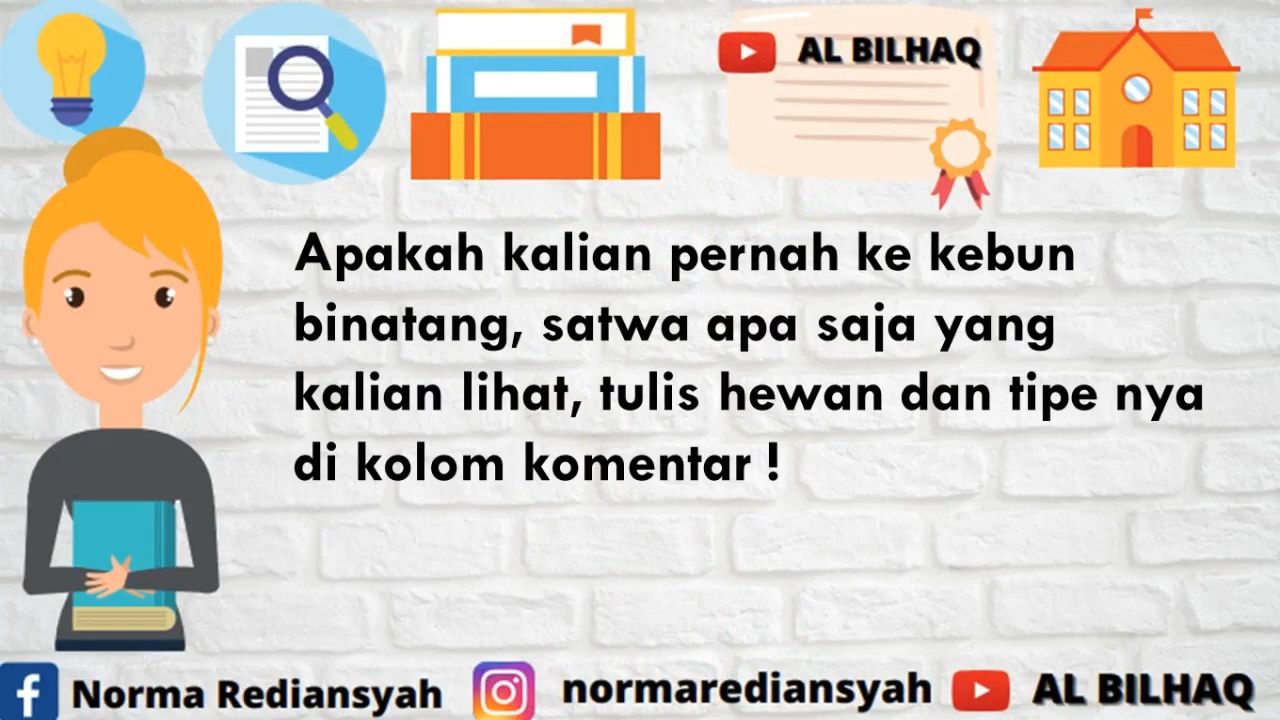 AL BILHAQ
Apakah kalian pernah ke kebun
binatang, satwa apa saja yang
kalian lihat, tulis hewan dan tipe nya
di kolom komentar !
Norma Rediansyah
normarediansyah
AL BILHAQ